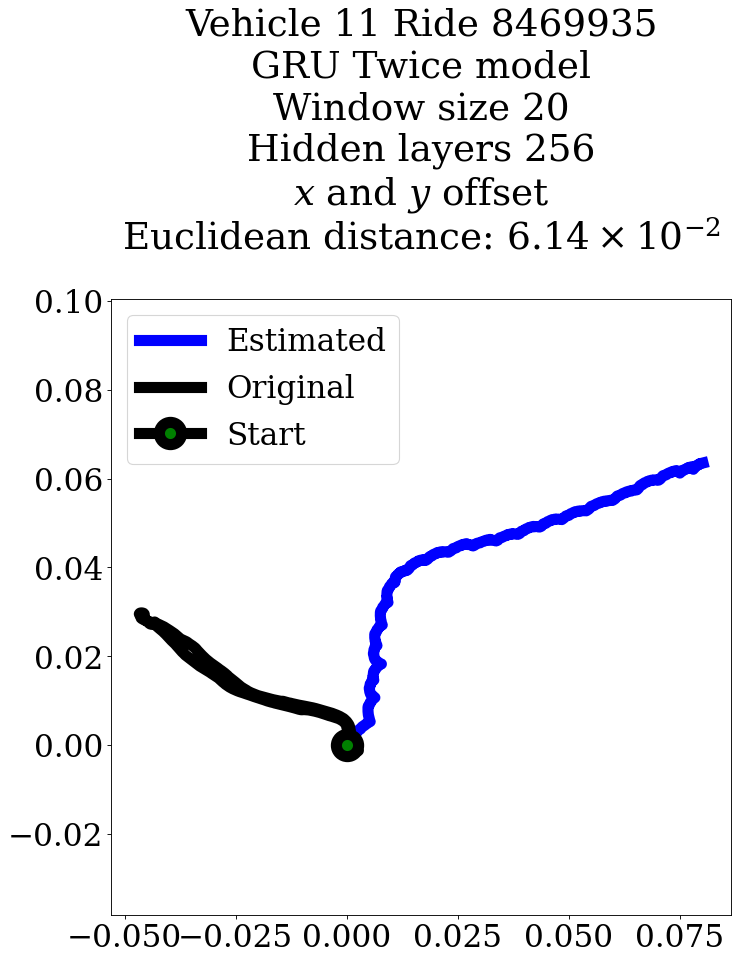 Vehicle 11 Ride 8469935
GRU Twice model
Window size 20
Hidden layers 256
x and y offset
Euclidean distance: 6.14 × 10⁻²
0.10
0.08
0.06
0.04
0.02
0.00
−0.02
Estimated
Original
Start
−0.050 −0.025 0.000 0.025 0.050 0.075